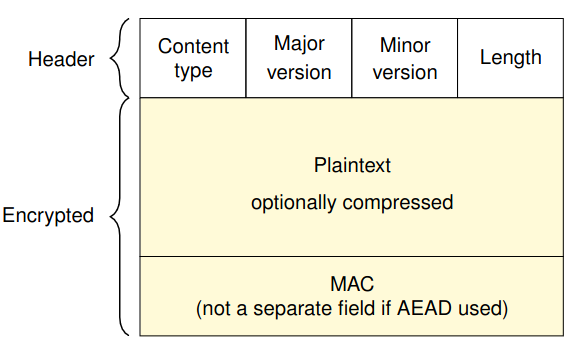 Header
Content
type
Major
version
Minor
version
Length
Encrypted
Plaintext
optionally compressed
MAC
(not a separate field if AEAD used)